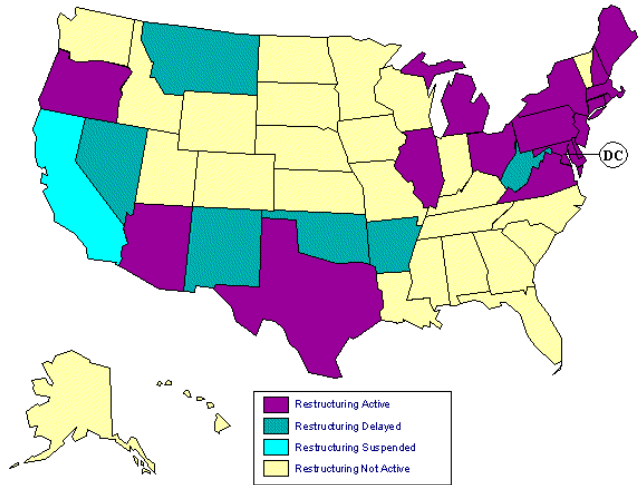 DC
Restructuring Active
Restructuring Delayed
Restructuring Suspended
Restructuring Not Active